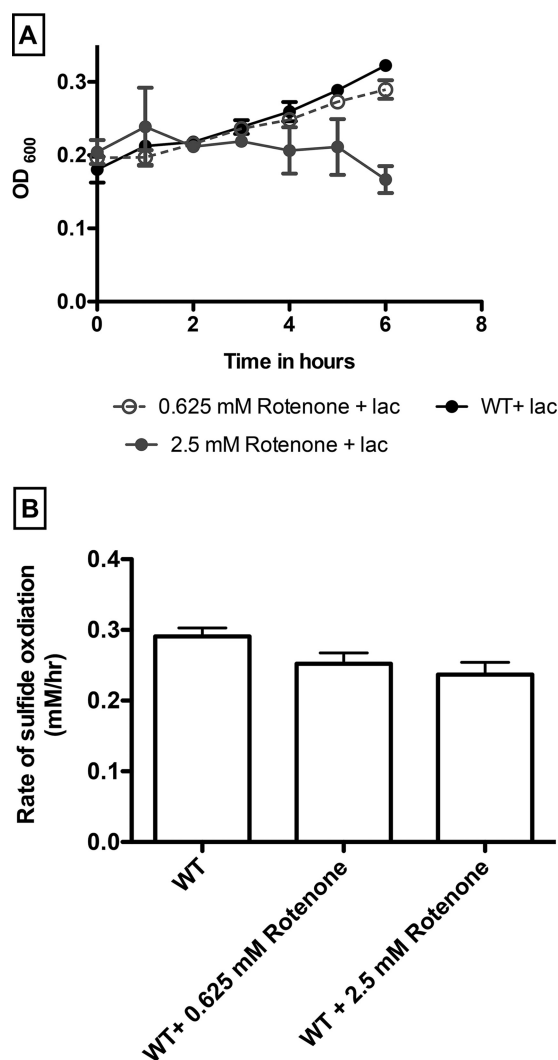 A
0.3
0.2
0.1
0.0
OD 600
0 2 4 6 8
Time in hours
0.625 mM Rotenone + lac
WT+ lac
2.5 mM Rotenone + lac
B
0.4
0.3
0.2
0.1
0.0
Rate of sulfide oxdiation
(mM/hr)
WT
WT+ 0.625 mM Rotenone
WT + 2.5 mM Rotenone